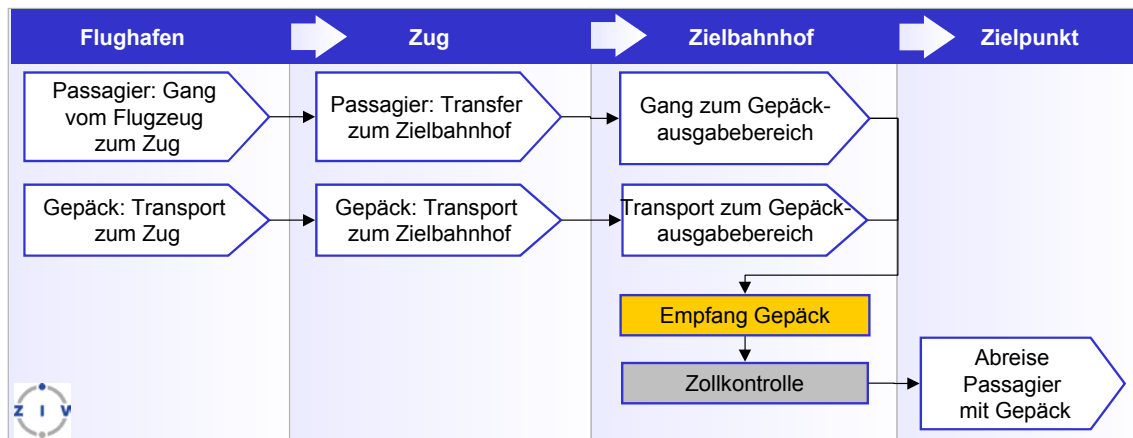 Flughafen
Zug
Zielbahnhof
Zielpunkt
Passagier: Gang
vom Flugzeug
zum Zug
Passagier: Transfer
zum Zielbahnhof
Gang zum Gepäck-
ausgabebereich
Gepäck: Transport
zum Zug
Gepäck: Transport
zum Zielbahnhof
Transport zum Gepäck-
ausgabebereich
Empfang Gepäck
Zollkontrolle
Abreise
Passagier
mit Gepäck
Z I V